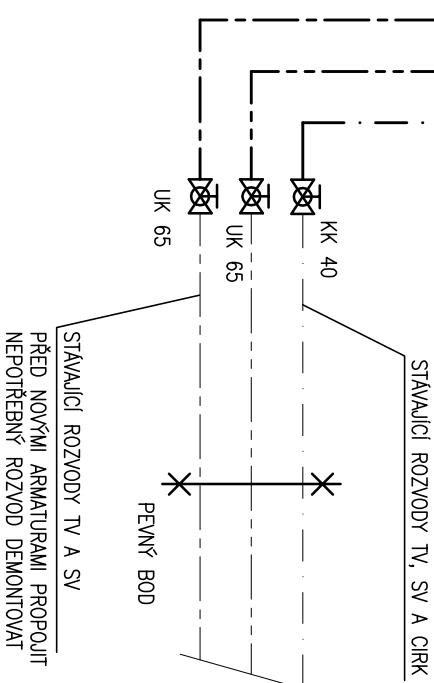 STÁVAJÍCÍ ROZVODY TV, SV A CIRK
KK 40
UK 65
UK 65
PEVNÝ BOD
STÁVAJÍCÍ ROZVODY TV A SV
PŘED NOVÝMI ARMATURAMI PROPOJIT
NEPOTŘEBNÝ ROZVOD DEMONTOVAT